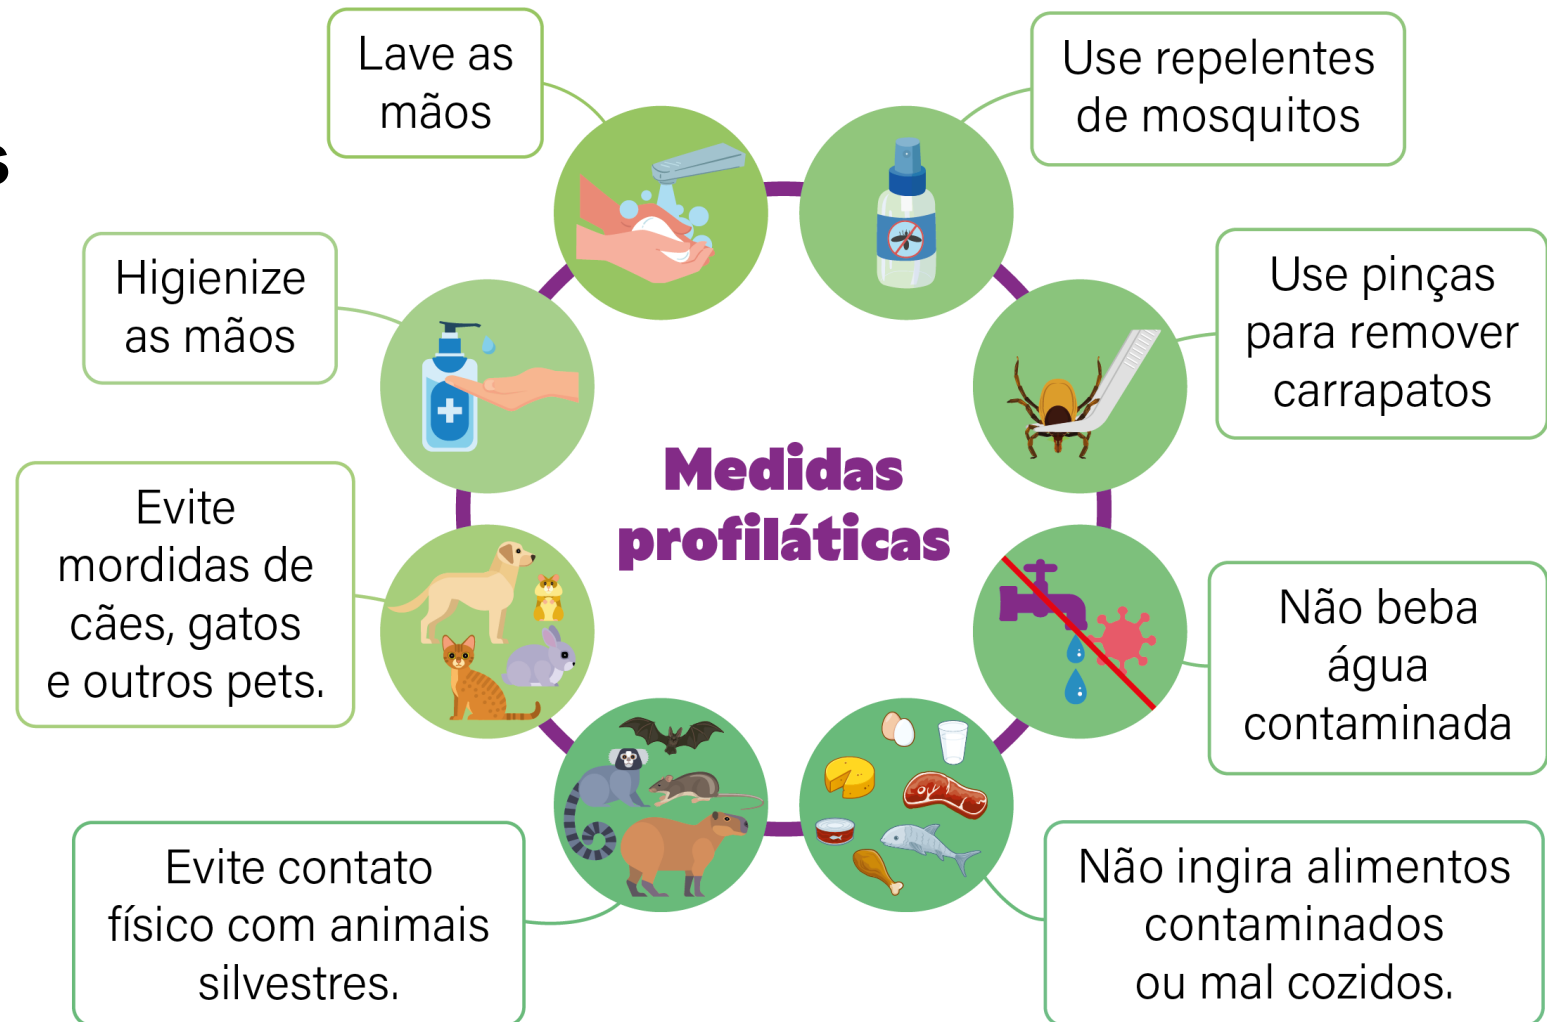 s
Lave as
mãos
Use repelentes
de mosquitos
Higienize
as mãos
Use pinças
para remover
carrapatos
Medidas
profiláticas
Evite
mordidas de
cães, gatos
e outros pets.
Não beba
água
contaminada
Evite contato
físico com animais
silvestres.
Não ingira alimentos
contaminados
ou mal cozidos.